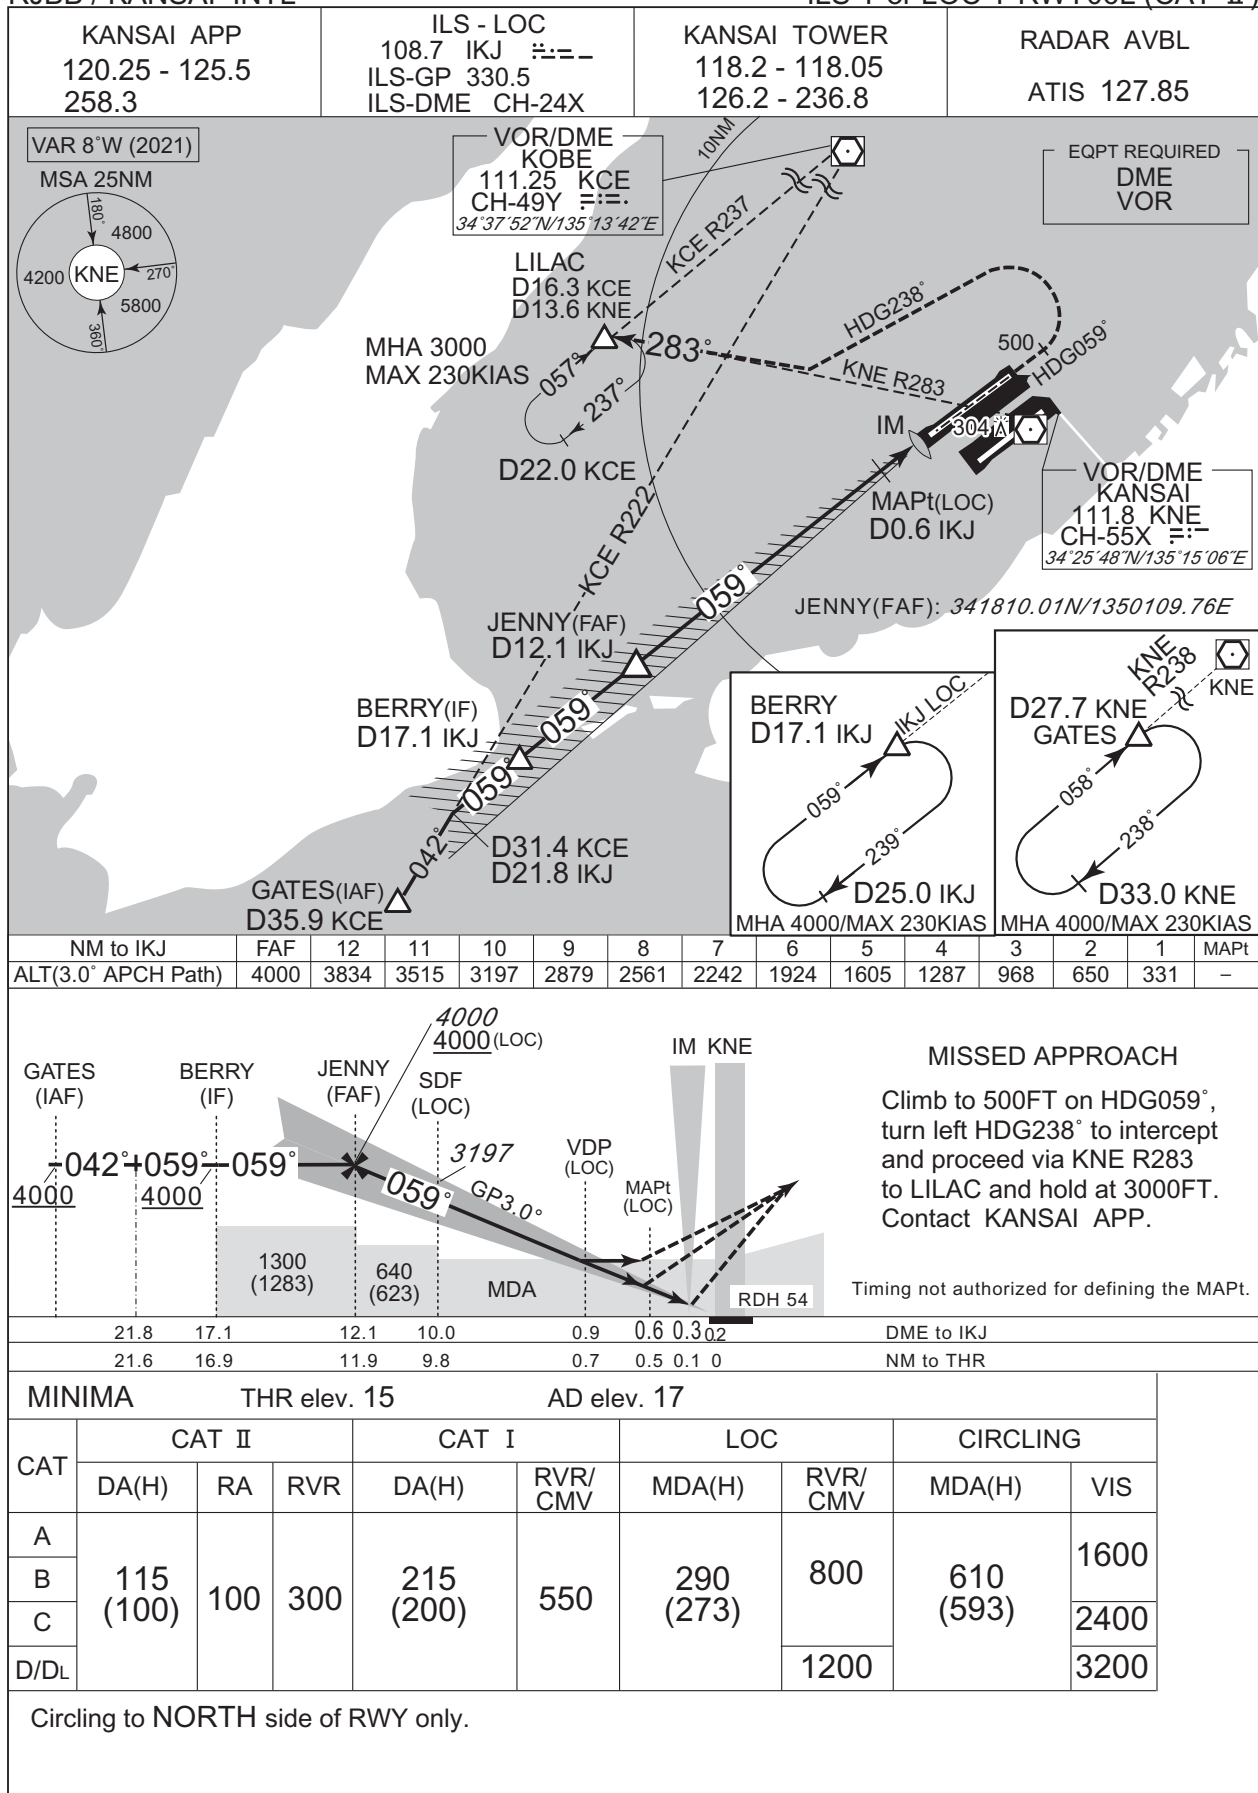 KANSAI APP
120.25 - 125.5
258.3
ILS - LOC
108.7 IKJ
ILS-GP 330.5
ILS-DME CH-24X
KANSAI TOWER
118.2 - 118.05
126.2 - 236.8
RADAR AVBL
ATIS 127.85
VAR 8°W (2021)
MSA 25NM
180°
4800
4200
KNE
270°
5800
360°
VOR/DME
KOBE
111.25 KCE
CH-49Y
34°37´52˝N/135°13´42˝E
10NM
EQPT REQUIRED
DME
VOR
KCE R237
LILAC
D16.3 KCE
D13.6 KNE
MHA 3000
MAX 230KIAS
057°
237°
D22.0 KCE
283°
HDG238°
KNE R283
500
HDG059°
IM
304
VOR/DME
KANSAI
111.8 KNE
CH-55X
34°25´48˝N/135°15´06˝E
MAPt(LOC)
D0.6 IKJ
KCE R222
059°
JENNY(FAF): 341810.01N/1350109.76E
JENNY(FAF)
D12.1 IKJ
059°
BERRY(IF)
D17.1 IKJ
059°
042°
D31.4 KCE
D21.8 IKJ
GATES(IAF)
D35.9 KCE
BERRY
D17.1 IKJ
IKJ LOC
059°
239°
D25.0 IKJ
MHA 4000/MAX 230KIAS
KNE
R238
KNE
D27.7 KNE
GATES
058°
238°
D33.0 KNE
MHA 4000/MAX 230KIAS
NM to IKJ FAF 12 11 10 9 8 7 6 5 4 3 2 1 MAPt
ALT(3.0° APCH Path) 4000 3834 3515 3197 2879 2561 2242 1924 1605 1287 968 650 331 –
4000
4000(LOC)
GATES
(IAF)
BERRY
(IF)
JENNY
(FAF)
SDF
(LOC)
IM KNE
VDP
(LOC)
MAPt
(LOC)
3197
042° 059° 059°
4000
4000
059°
GP3.0°
1300
(1283)
640
(623)
MDA
RDH 54
MISSED APPROACH
Climb to 500FT on HDG059°,
turn left HDG238° to intercept
and proceed via KNE R283
to LILAC and hold at 3000FT.
Contact KANSAI APP.
Timing not authorized for defining the MAPt.
21.8 17.1 12.1 10.0 0.9 0.6 0.3 0.2 DME to IKJ
21.6 16.9 11.9 9.8 0.7 0.5 0.1 0 NM to THR
MINIMA THR elev. 15 AD elev. 17
CAT CAT Ⅱ CAT Ⅰ LOC CIRCLING
DA(H) RA RVR DA(H) RVR/CMV MDA(H) RVR/CMV MDA(H) VIS
A
B
C
D/DL
115
(100)
100
300
215
(200)
550
290
(273)
800
1200
610
(593)
1600
2400
3200
Circling to NORTH side of RWY only.